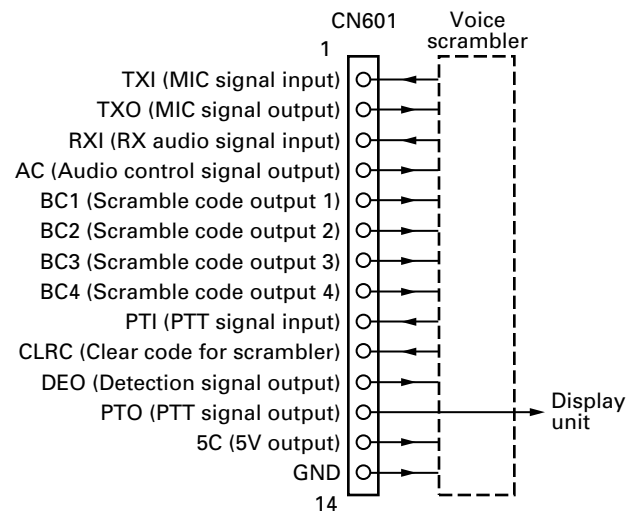 CN601
Voice
scrambler
1
TXI (MIC signal input)
TXO (MIC signal output)
RXI (RX audio signal input)
AC (Audio control signal output)
BC1 (Scramble code output 1)
BC2 (Scramble code output 2)
BC3 (Scramble code output 3)
BC4 (Scramble code output 4)
PTI (PTT signal input)
CLRC (Clear code for scrambler)
DEO (Detection signal output)
PTO (PTT signal output)
Display
unit
5C (5V output)
GND
14